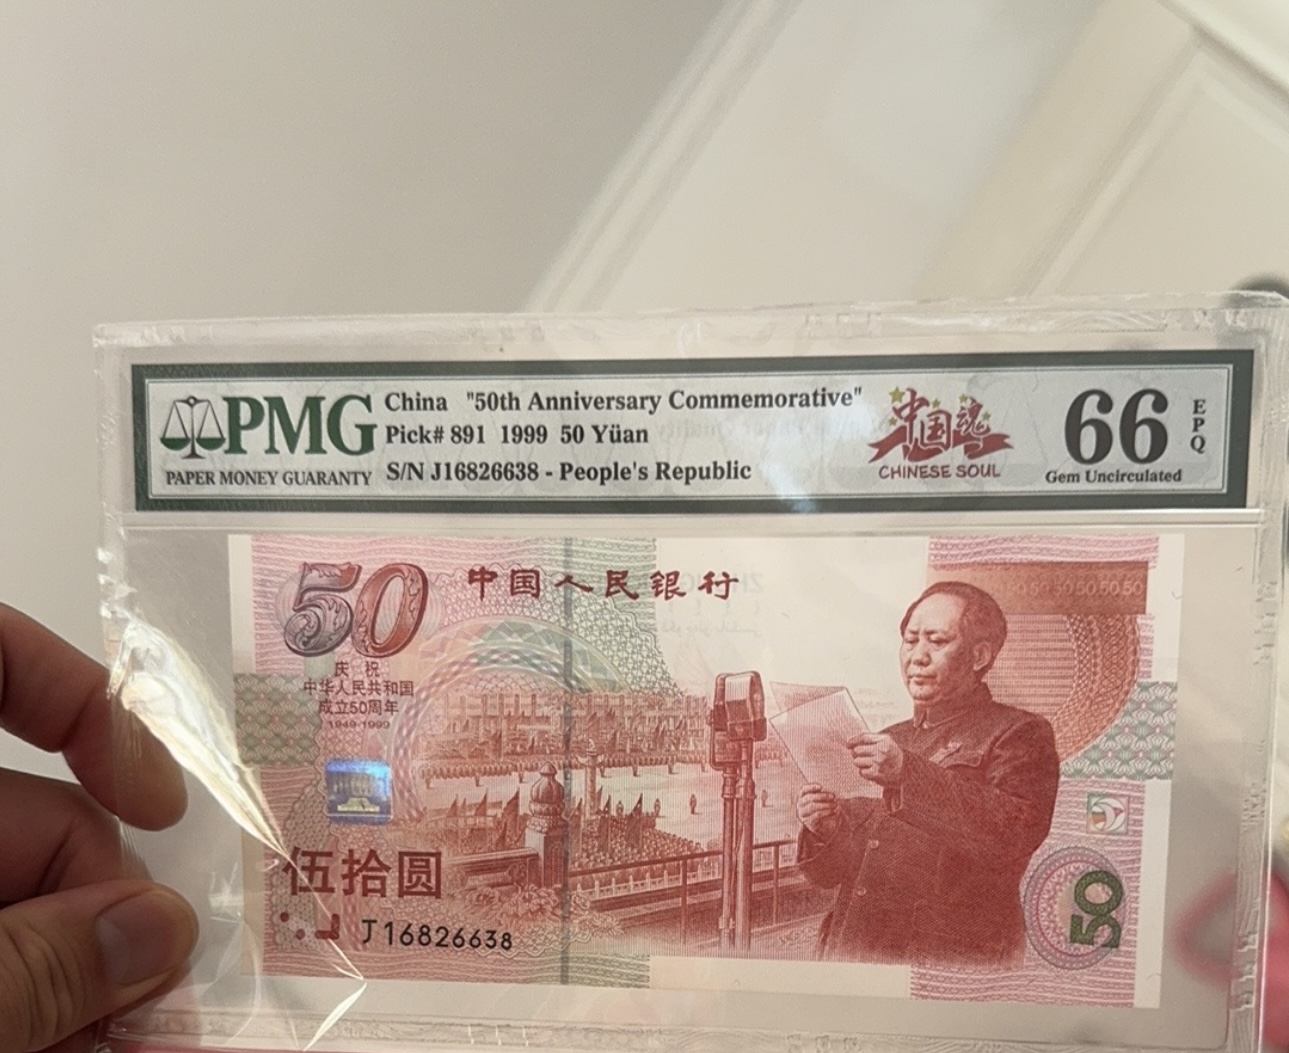 PMG
PAPER MONEY GUARANTY
China "50th Anniversary Commemorative"
Pick# 891 1999 50 Yüan
S/N J16826638 - People's Republic
中国魂
CHINESE SOUL
66
EPQ
Gem Uncirculated
50
中国人民银行
庆祝
中华人民共和国
成立50周年
1949-1999
伍拾圆
J16826638
50